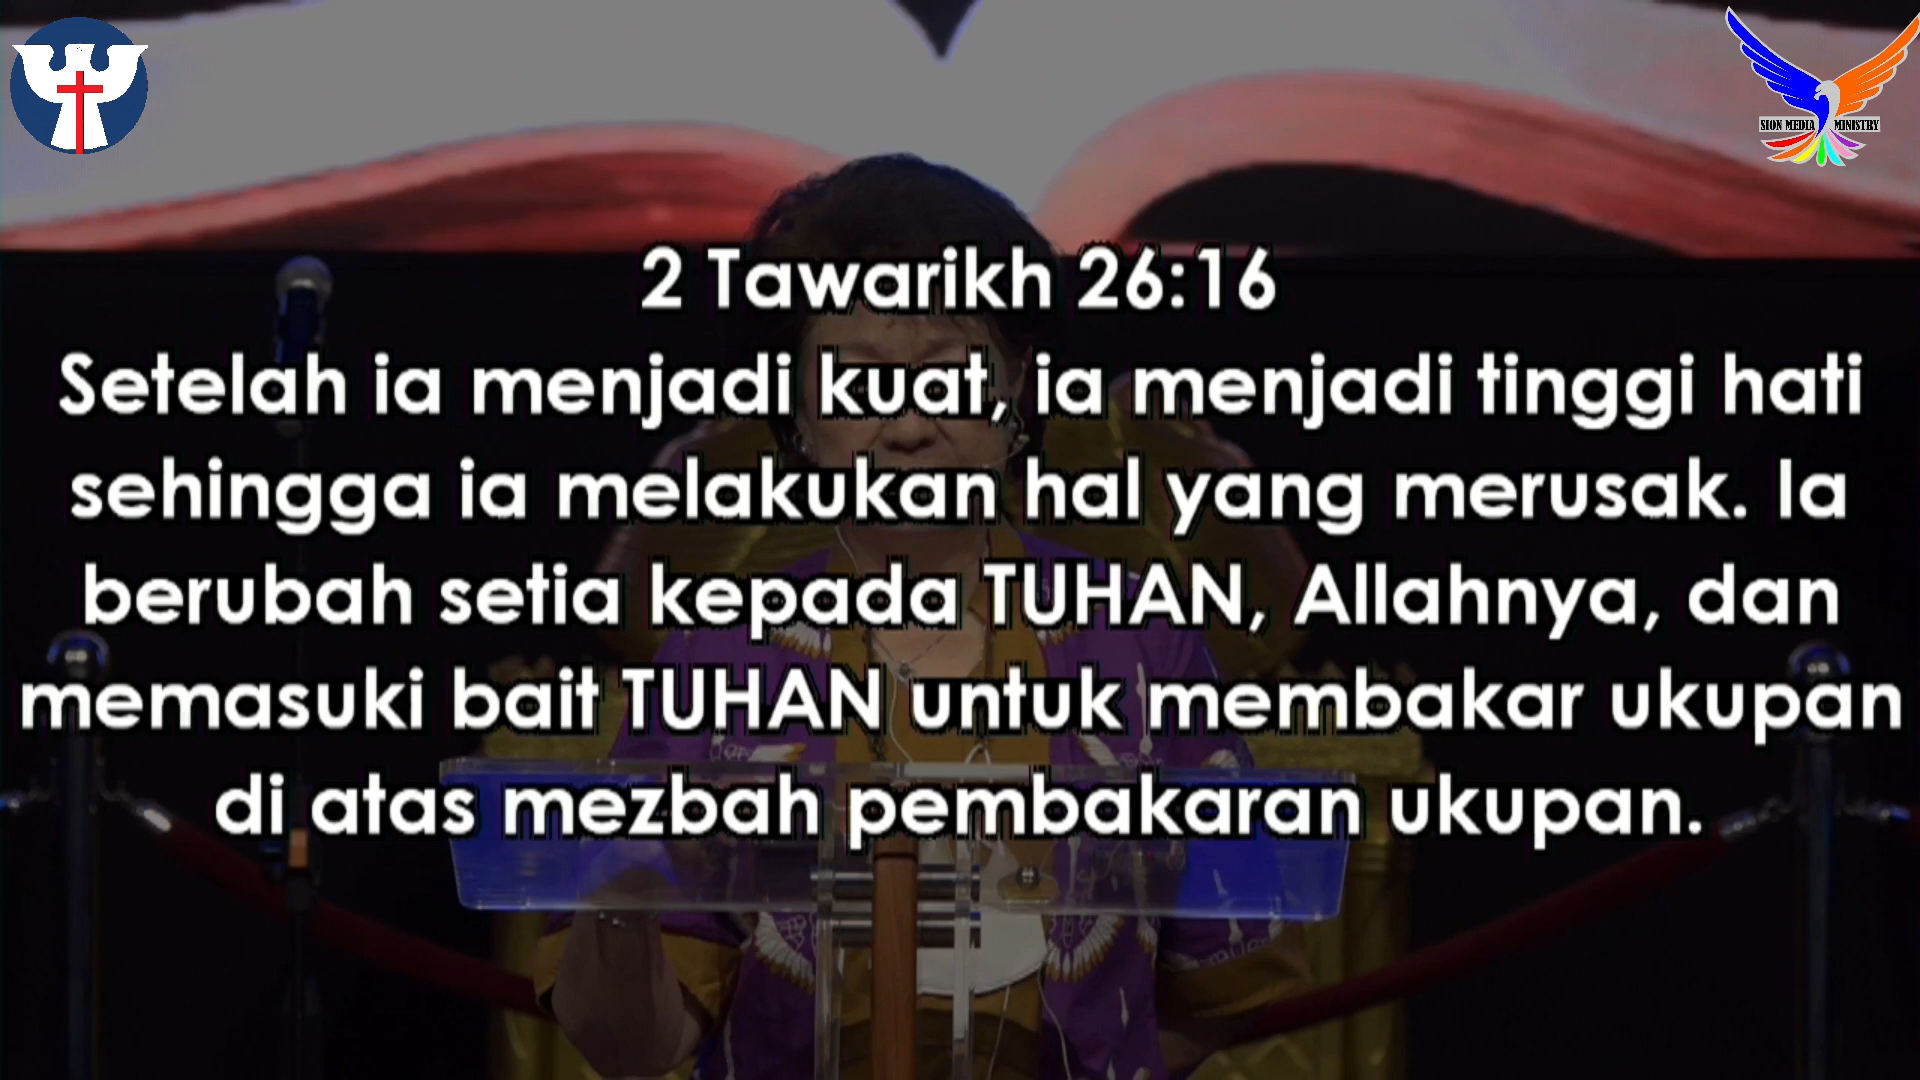 SION MEDIA MINISTRY
2 Tawarikh 26:16
Setelah ia menjadi kuat, ia menjadi tinggi hati
sehingga ia melakukan hal yang merusak. Ia
berubah setia kepada TUHAN, Allahnya, dan
memasuki bait TUHAN untuk membakar ukupan
di atas mezbah pembakaran ukupan.